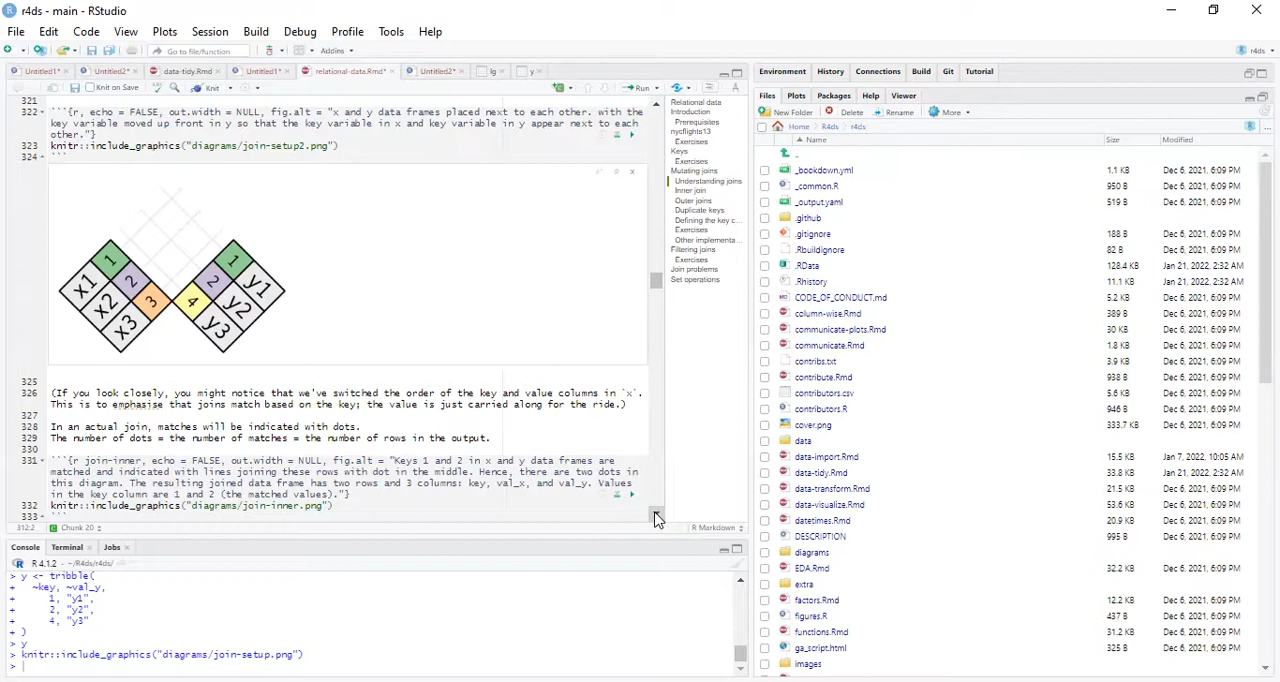 r4ds - main - RStudio
File Edit Code View Plots Session Build Debug Profile Tools Help
Go to file/function Addins r4ds
Untitled1* Untitled2* data-tidy.Rmd Untitled1* relational-data.Rmd* Untitled2* lg y
Knit on Save Knit Run
321
322 ```{r, echo = FALSE, out.width = NULL, fig.alt = "x and y data frames placed next to each other. with the
key variable moved up front in y so that the key variable in x and key variable in y appear next to each
other."}
323 knitr::include_graphics("diagrams/join-setup2.png")
324 ```
1 2 3 x1 x2 x3
4 2 1 y3 y2 y1
325
326 (If you look closely, you might notice that we've switched the order of the key and value columns in `x`.
This is to emphasise that joins match based on the key; the value is just carried along for the ride.)
327
328 In an actual join, matches will be indicated with dots.
329 The number of dots = the number of matches = the number of rows in the output.
330
331 ```{r join-inner, echo = FALSE, out.width = NULL, fig.alt = "Keys 1 and 2 in x and y data frames are
matched and indicated with lines joining these rows with dot in the middle. Hence, there are two dots in
this diagram. The resulting joined data frame has two rows and 3 columns: key, val_x, and val_y. Values
in the key column are 1 and 2 (the matched values)."}
332 knitr::include_graphics("diagrams/join-inner.png")
333 ```
312:2 Chunk 20 R Markdown
Relational data
Introduction
Prerequisites
nycflights13
Exercises
Keys
Exercises
Mutating joins
Understanding joins
Inner join
Outer joins
Duplicate keys
Defining the key c...
Exercises
Other implementa...
Filtering joins
Exercises
Join problems
Set operations
Console Terminal Jobs
R 4.1.2 · ~/R4ds/r4ds/
> y <- tribble(
+ ~key, ~val_y,
+ 1, "y1",
+ 2, "y2",
+ 4, "y3"
+ )
> y
> knitr::include_graphics("diagrams/join-setup.png")
>
Environment History Connections Build Git Tutorial
Files Plots Packages Help Viewer
New Folder Delete Rename More
Home R4ds r4ds ...
Name Size Modified
..
_bookdown.yml 1.1 KB Dec 6, 2021, 6:09 PM
_common.R 950 B Dec 6, 2021, 6:09 PM
_output.yaml 519 B Dec 6, 2021, 6:09 PM
.github
.gitignore 188 B Dec 6, 2021, 6:09 PM
.Rbuildignore 82 B Dec 6, 2021, 6:09 PM
.RData 128.4 KB Jan 21, 2022, 2:32 AM
.Rhistory 11.1 KB Jan 21, 2022, 2:32 AM
CODE_OF_CONDUCT.md 5.2 KB Dec 6, 2021, 6:09 PM
column-wise.Rmd 389 B Dec 6, 2021, 6:09 PM
communicate-plots.Rmd 30 KB Dec 6, 2021, 6:09 PM
communicate.Rmd 1.8 KB Dec 6, 2021, 6:09 PM
contribs.txt 3.9 KB Dec 6, 2021, 6:09 PM
contribute.Rmd 938 B Dec 6, 2021, 6:09 PM
contributors.csv 5.6 KB Dec 6, 2021, 6:09 PM
contributors.R 946 B Dec 6, 2021, 6:09 PM
cover.png 333.7 KB Dec 6, 2021, 6:09 PM
data
data-import.Rmd 15.5 KB Jan 7, 2022, 10:05 AM
data-tidy.Rmd 33.8 KB Jan 21, 2022, 2:32 AM
data-transform.Rmd 21.5 KB Dec 6, 2021, 6:09 PM
data-visualize.Rmd 53.6 KB Dec 6, 2021, 6:09 PM
datetimes.Rmd 20.9 KB Dec 6, 2021, 6:09 PM
DESCRIPTION 995 B Dec 6, 2021, 6:09 PM
diagrams
EDA.Rmd 32.2 KB Dec 6, 2021, 6:09 PM
extra
factors.Rmd 12.2 KB Dec 6, 2021, 6:09 PM
figures.R 437 B Dec 6, 2021, 6:09 PM
functions.Rmd 31.2 KB Dec 6, 2021, 6:09 PM
ga_script.html 325 B Dec 6, 2021, 6:09 PM
images